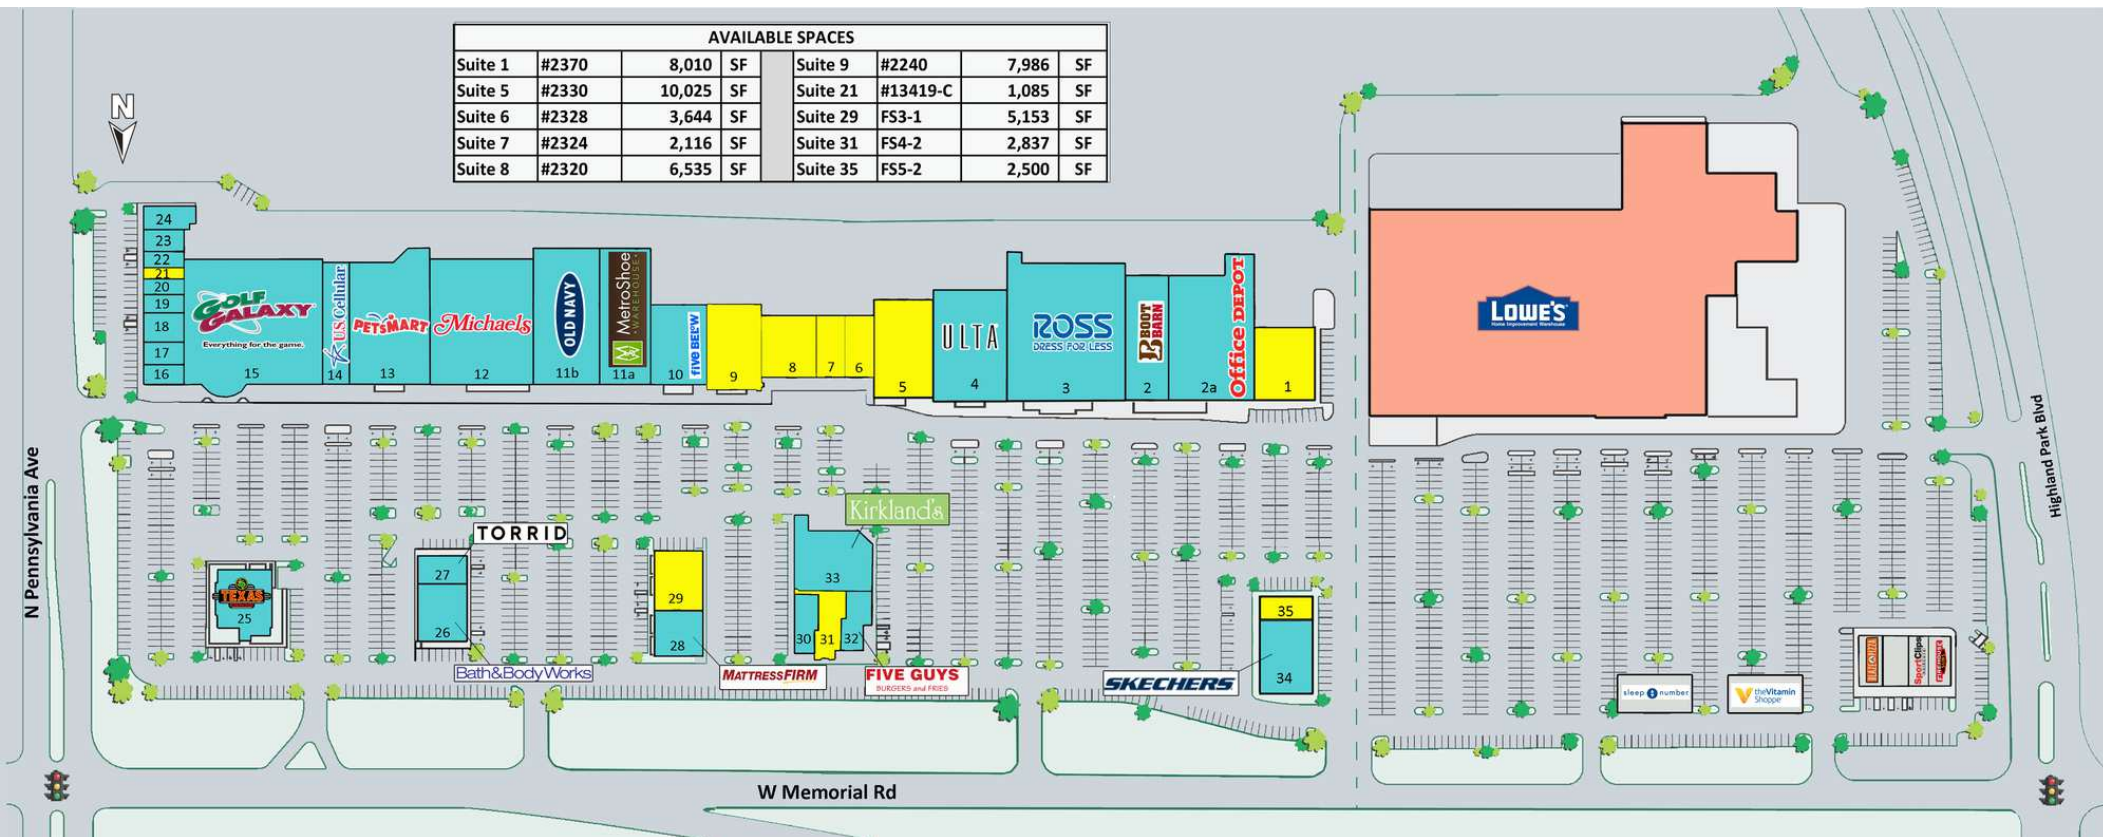 AVAILABLE SPACES
Suite 1 #2370 8,010 SF Suite 9 #2240 7,986 SF
Suite 5 #2330 10,025 SF Suite 21 #13419-C 1,085 SF
Suite 6 #2328 3,644 SF Suite 29 FS3-1 5,153 SF
Suite 7 #2324 2,116 SF Suite 31 FS4-2 2,837 SF
Suite 8 #2320 6,535 SF Suite 35 FS5-2 2,500 SF
N
24
23
22
21
20
19
18
17
16
GOLF
GALAXY
Everything for the game.
15
U.S. Cellular
14
PETSMART
13
Michaels
12
OLD NAVY
11b
MetroShoe
WAREHOUSE
11a
five BEL°W
10
9
8
7
6
5
ULTA
4
ROSS
DRESS FOR LESS
3
BOOT
BARN
2
2a
Office DEPOT
1
LOWE'S
Home Improvement Warehouse
N Pennsylvania Ave
Highland Park Blvd
TEXAS
25
TORRID
27
26
Bath&BodyWorks
29
28
MATTRESSFIRM
Kirkland's
33
30
31
32
FIVE GUYS
BURGERS and FRIES
35
34
SKECHERS
sleep number
theVitamin
Shoppe
SportClips
W Memorial Rd